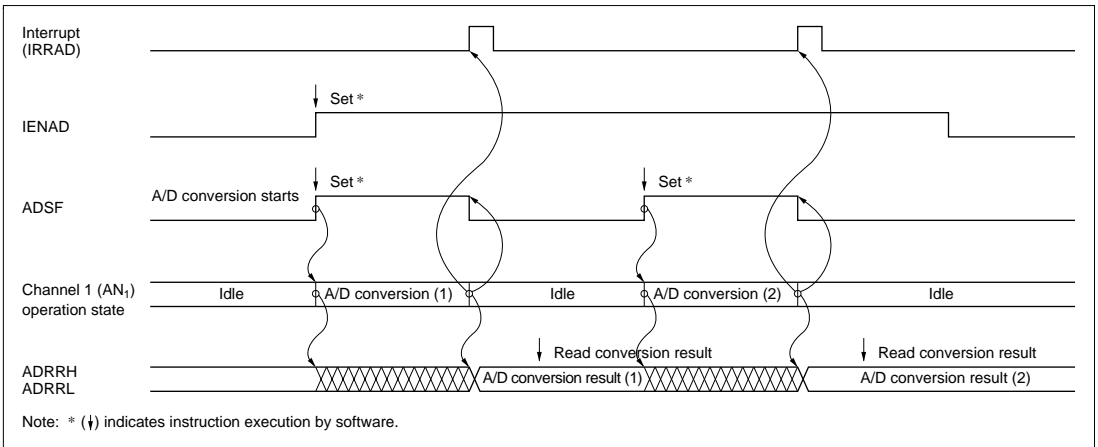 Interrupt
(IRRAD)
Set *
IENAD
A/D conversion starts
Set *
Set *
ADSF
Channel 1 (AN₁)
operation state
Idle
A/D conversion (1)
Idle
A/D conversion (2)
Idle
Read conversion result
Read conversion result
ADRRH
ADRRL
A/D conversion result (1)
A/D conversion result (2)
Note: * (↓) indicates instruction execution by software.